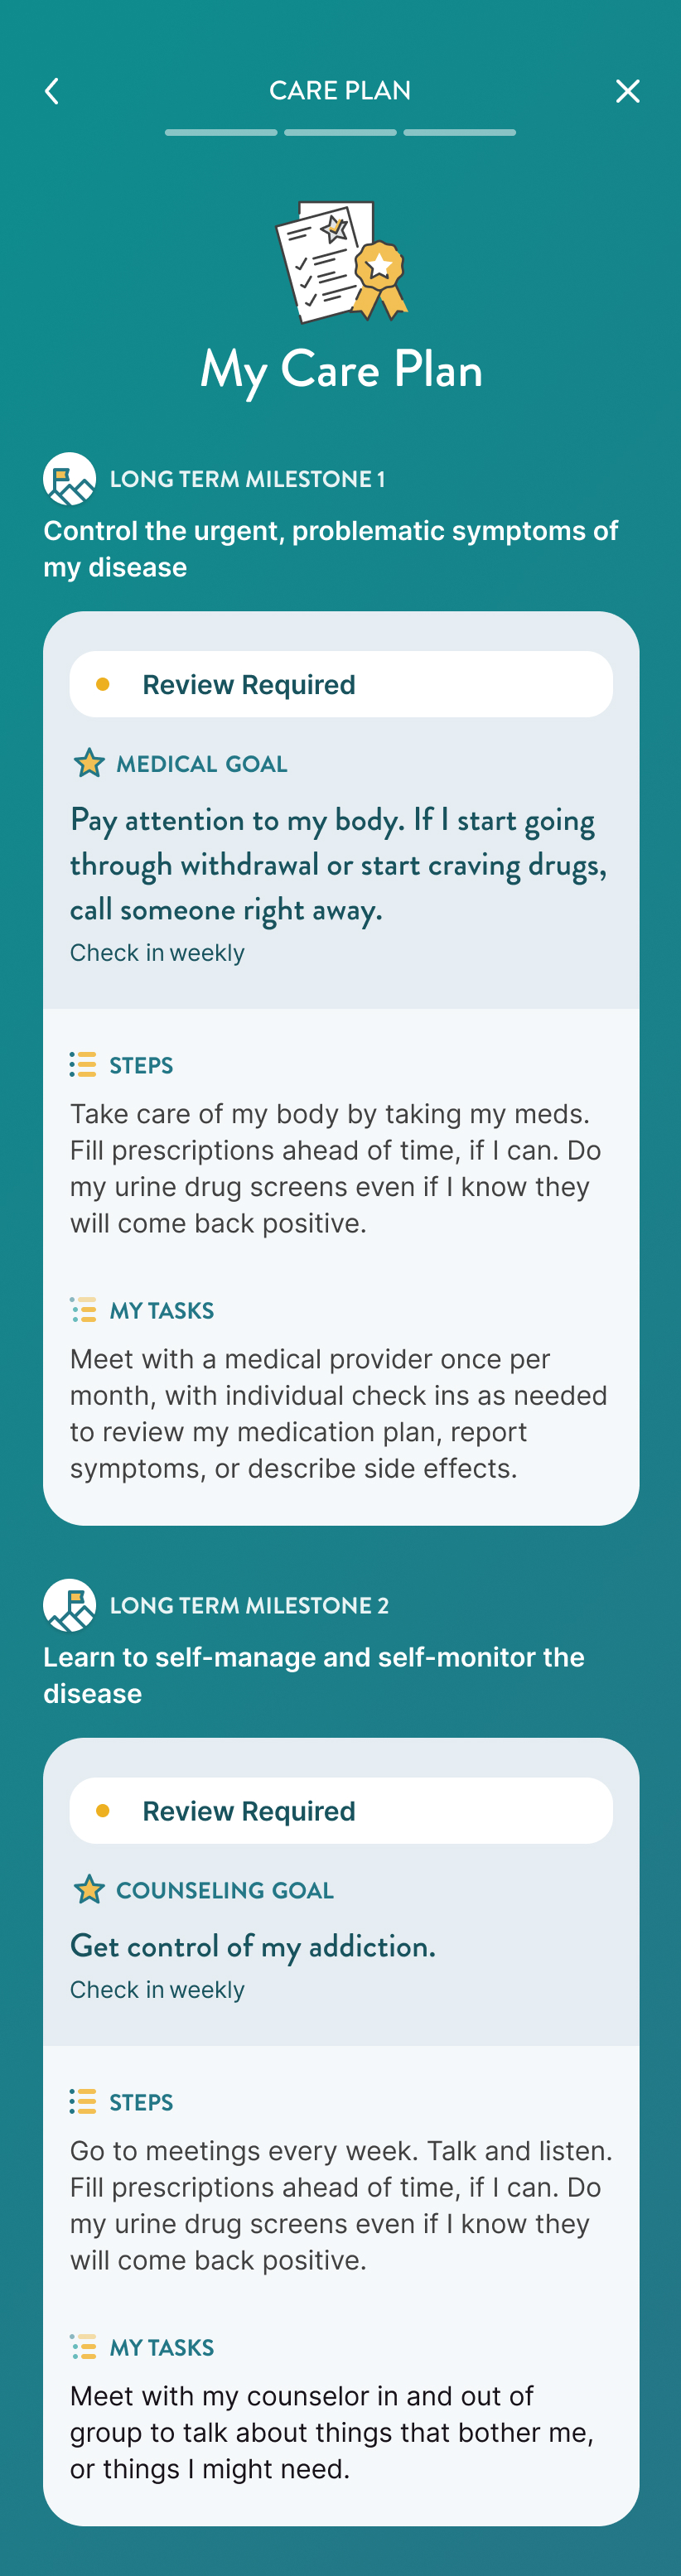 CARE PLAN
My Care Plan
LONG TERM MILESTONE 1
Control the urgent, problematic symptoms of
my disease
Review Required
MEDICAL GOAL
Pay attention to my body. If I start going
through withdrawal or start craving drugs,
call someone right away.
Check in weekly
STEPS
Take care of my body by taking my meds.
Fill prescriptions ahead of time, if I can. Do
my urine drug screens even if I know they
will come back positive.
MY TASKS
Meet with a medical provider once per
month, with individual check ins as needed
to review my medication plan, report
symptoms, or describe side effects.
LONG TERM MILESTONE 2
Learn to self-manage and self-monitor the
disease
Review Required
COUNSELING GOAL
Get control of my addiction.
Check in weekly
STEPS
Go to meetings every week. Talk and listen.
Fill prescriptions ahead of time, if I can. Do
my urine drug screens even if I know they
will come back positive.
MY TASKS
Meet with my counselor in and out of
group to talk about things that bother me,
or things I might need.